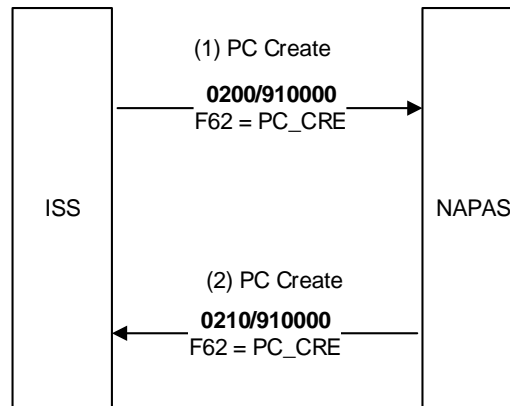 (1) PC Create
0200/910000
F62 = PC_CRE
ISS
NAPAS
(2) PC Create
0210/910000
F62 = PC_CRE